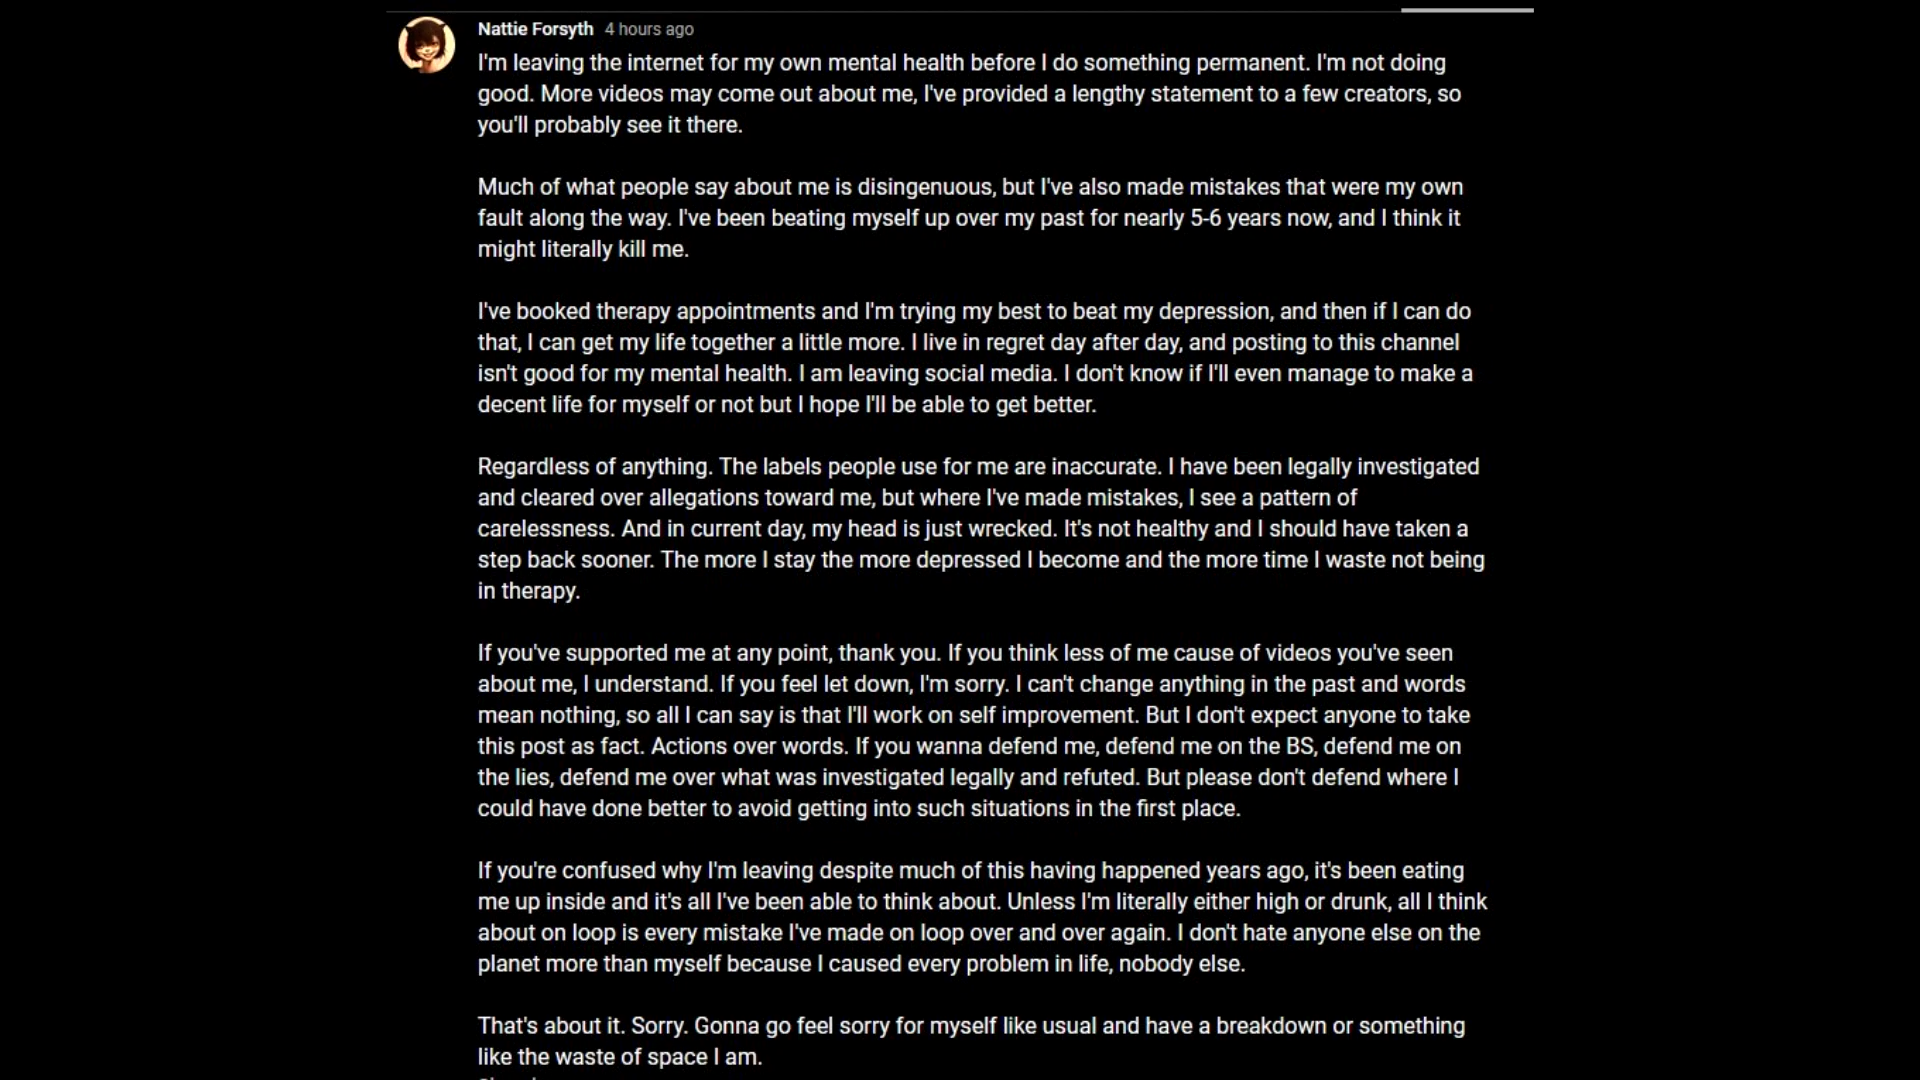 Nattie Forsyth 4 hours ago
I'm leaving the internet for my own mental health before I do something permanent. I'm not doing
good. More videos may come out about me, I've provided a lengthy statement to a few creators, so
you'll probably see it there.
Much of what people say about me is disingenuous, but I've also made mistakes that were my own
fault along the way. I've been beating myself up over my past for nearly 5-6 years now, and I think it
might literally kill me.
I've booked therapy appointments and I'm trying my best to beat my depression, and then if I can do
that, I can get my life together a little more. I live in regret day after day, and posting to this channel
isn't good for my mental health. I am leaving social media. I don't know if I'll even manage to make a
decent life for myself or not but I hope I'll be able to get better.
Regardless of anything. The labels people use for me are inaccurate. I have been legally investigated
and cleared over allegations toward me, but where I've made mistakes, I see a pattern of
carelessness. And in current day, my head is just wrecked. It's not healthy and I should have taken a
step back sooner. The more I stay the more depressed I become and the more time I waste not being
in therapy.
If you've supported me at any point, thank you. If you think less of me cause of videos you've seen
about me, I understand. If you feel let down, I'm sorry. I can't change anything in the past and words
mean nothing, so all I can say is that I'll work on self improvement. But I don't expect anyone to take
this post as fact. Actions over words. If you wanna defend me, defend me on the BS, defend me on
the lies, defend me over what was investigated legally and refuted. But please don't defend where I
could have done better to avoid getting into such situations in the first place.
If you're confused why I'm leaving despite much of this having happened years ago, it's been eating
me up inside and it's all I've been able to think about. Unless I'm literally either high or drunk, all I think
about on loop is every mistake I've made on loop over and over again. I don't hate anyone else on the
planet more than myself because I caused every problem in life, nobody else.
That's about it. Sorry. Gonna go feel sorry for myself like usual and have a breakdown or something
like the waste of space I am.